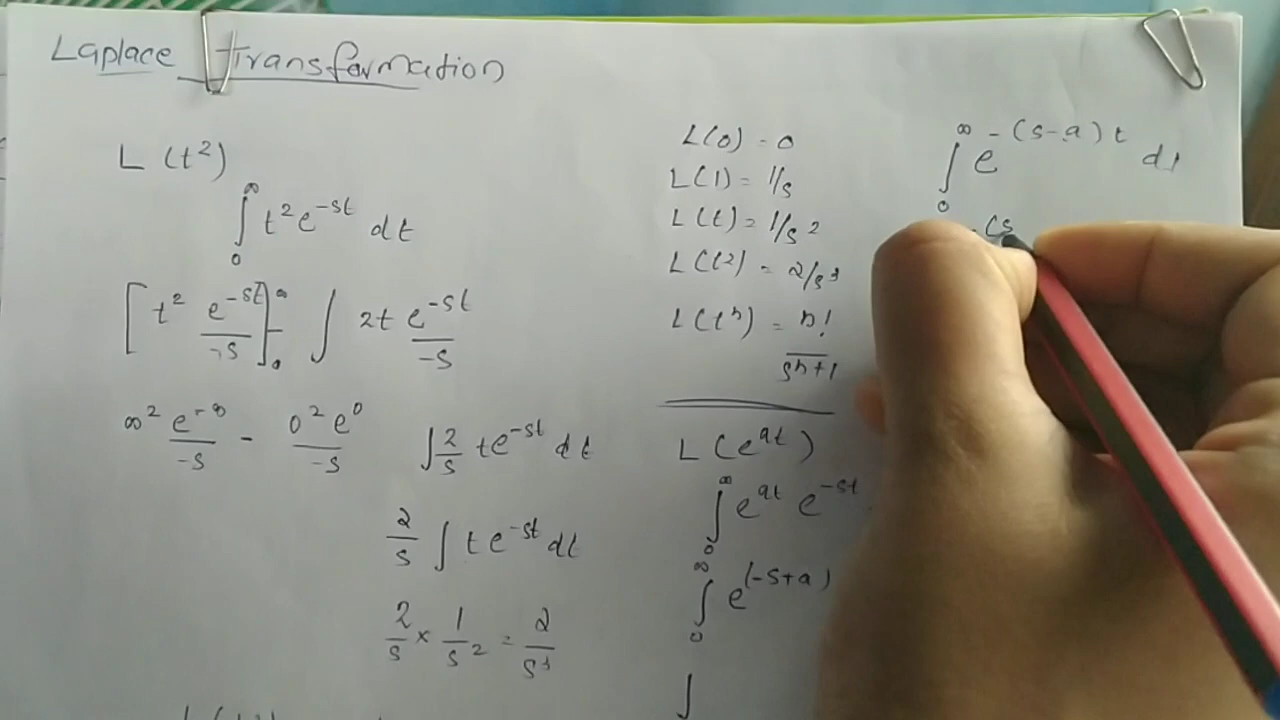 Laplace Transformation
L (t²)
∫₀^∞ t² e^-st dt
[t² e^-st/-s]₀^∞ - ∫ 2t e^-st/-s
∞² e^-∞/-s - 0² e⁰/-s ∫ 2/s t e^-st dt
2/s ∫ t e^-st dt
2/s × 1/s² = 2/s³
L(0) = 0
L(1) = 1/s
L(t) = 1/s²
L(t²) = 2/s³
L(tⁿ) = n!/sⁿ⁺¹
L(e^at)
∫₀^∞ e^at e^-st
∫₀^∞ e^(-s+a)
∫
∫₀^∞ e^-(s-a)t dt
-(s